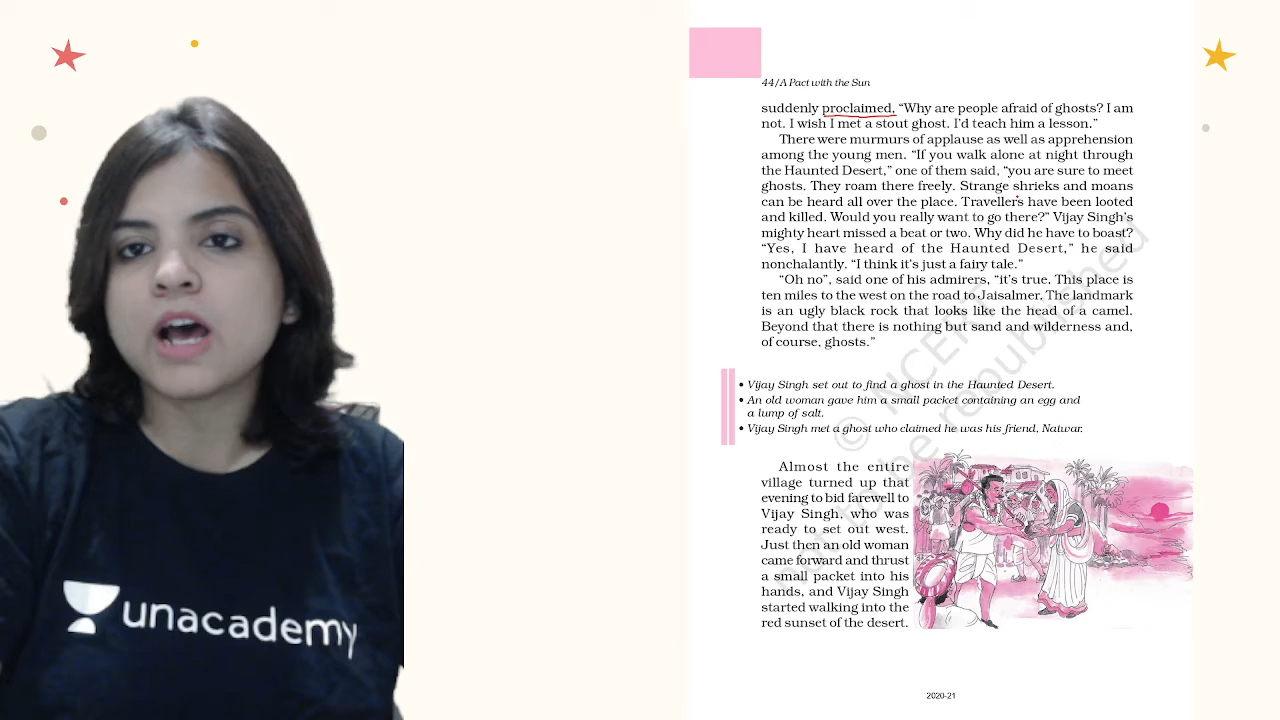 44/A Pact with the Sun
suddenly proclaimed, “Why are people afraid of ghosts? I am
not. I wish I met a stout ghost. I’d teach him a lesson.”
There were murmurs of applause as well as apprehension
among the young men. “If you walk alone at night through
the Haunted Desert,” one of them said, “you are sure to meet
ghosts. They roam there freely. Strange shrieks and moans
can be heard all over the place. Travellers have been looted
and killed. Would you really want to go there?” Vijay Singh’s
mighty heart missed a beat or two. Why did he have to boast?
“Yes, I have heard of the Haunted Desert,” he said
nonchalantly. “I think it’s just a fairy tale.”
“Oh no”, said one of his admirers, “it’s true. This place is
ten miles to the west on the road to Jaisalmer. The landmark
is an ugly black rock that looks like the head of a camel.
Beyond that there is nothing but sand and wilderness and,
of course, ghosts.”
• Vijay Singh set out to find a ghost in the Haunted Desert.
• An old woman gave him a small packet containing an egg and
a lump of salt.
• Vijay Singh met a ghost who claimed he was his friend, Natwar.
Almost the entire
village turned up that
evening to bid farewell to
Vijay Singh, who was
ready to set out west.
Just then an old woman
came forward and thrust
a small packet into his
hands, and Vijay Singh
started walking into the
red sunset of the desert.
2020-21
© NCERT
not to be republished
unacademy